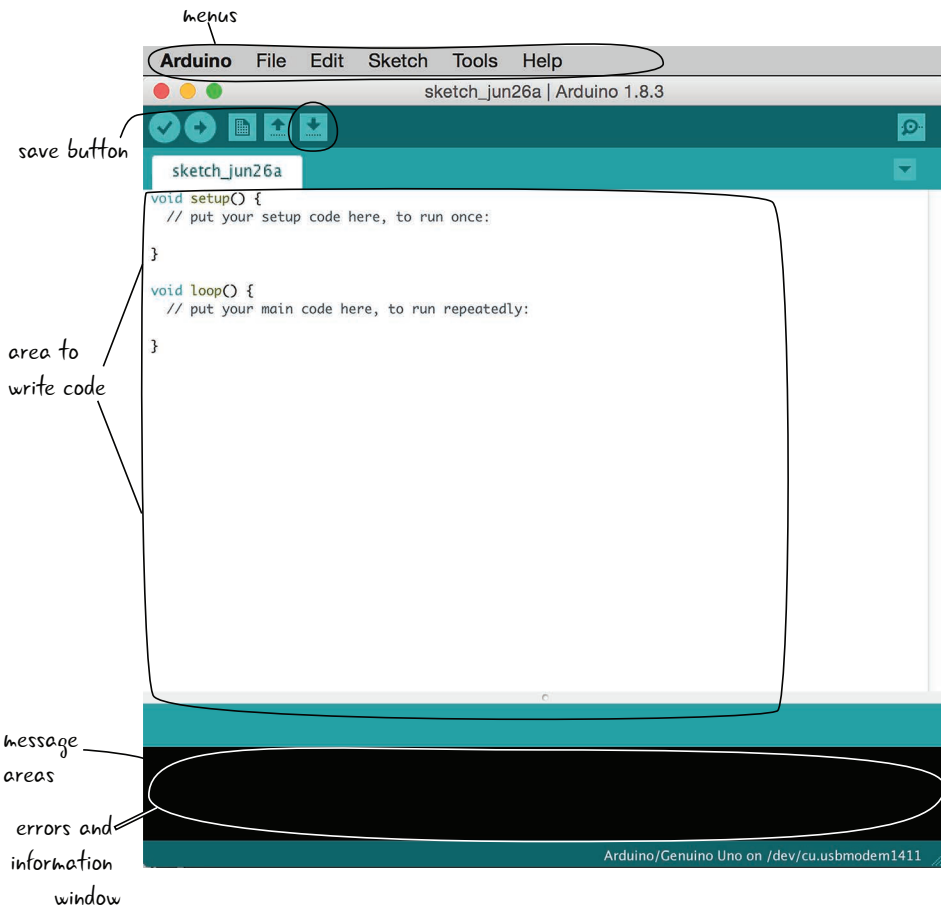 menus
Arduino File Edit Sketch Tools Help
sketch_jun26a | Arduino 1.8.3
save button
sketch_jun26a
void setup() {
// put your setup code here, to run once:
}
void loop() {
// put your main code here, to run repeatedly:
}
area to
write code
message
areas
errors and
information
window
Arduino/Genuino Uno on /dev/cu.usbmodem1411